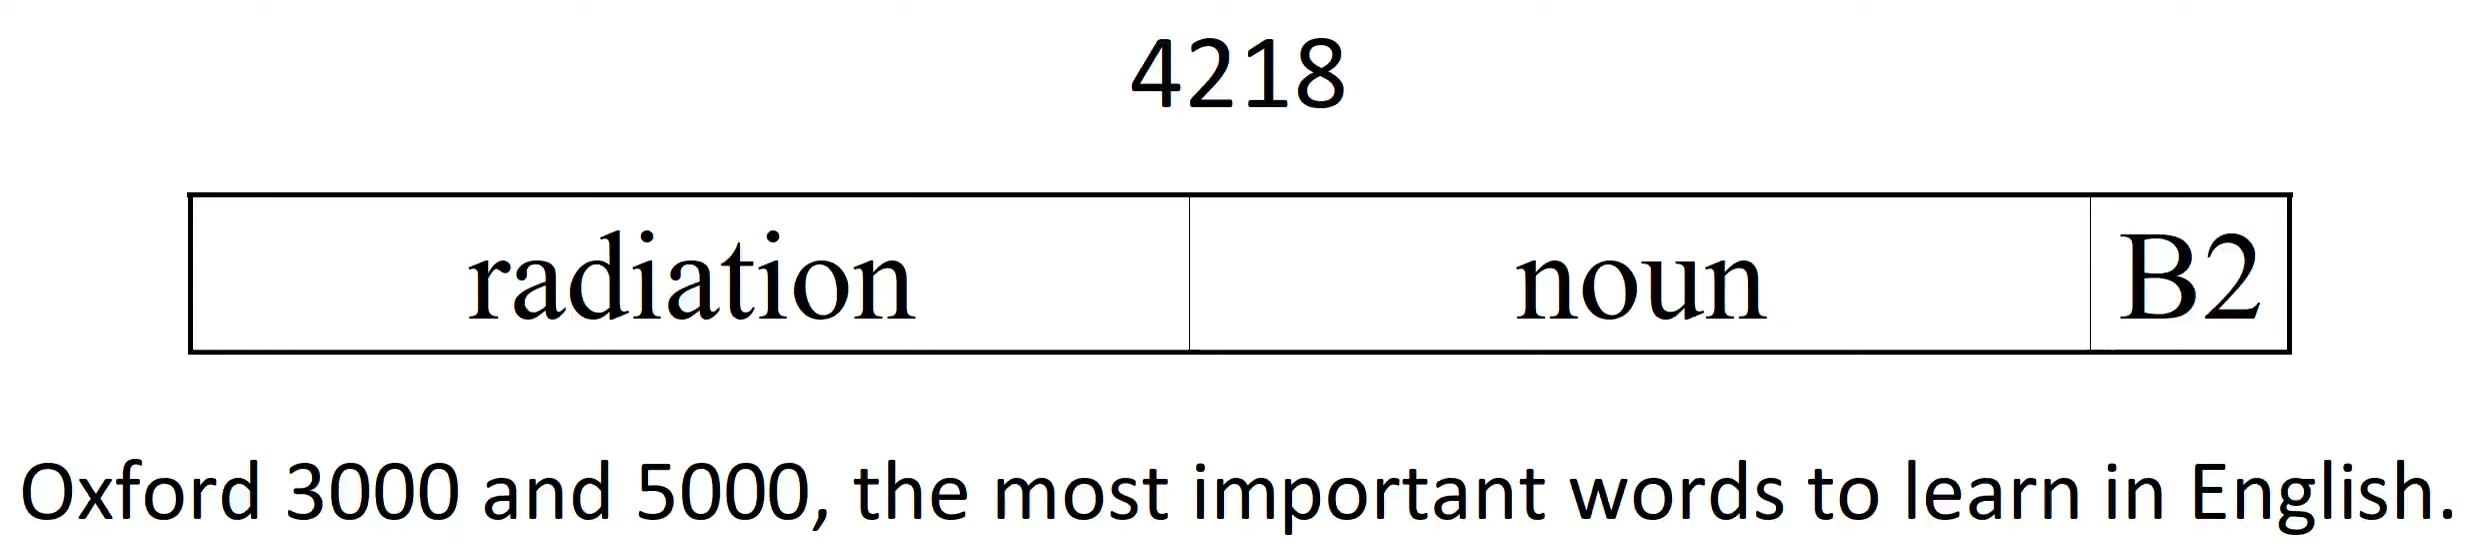 4218
radiation noun B2
Oxford 3000 and 5000, the most important words to learn in English.